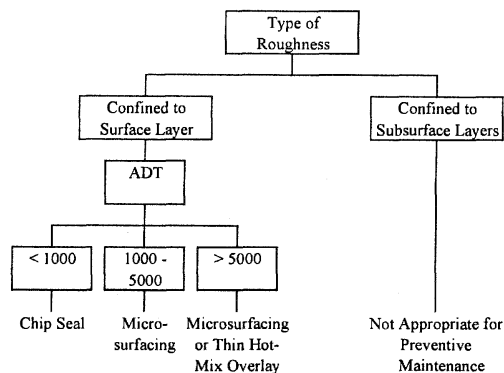 Type of
Roughness
Confined to
Surface Layer
Confined to
Subsurface Layers
ADT
< 1000
1000 -
5000
> 5000
Chip Seal
Micro-
surfacing
Microsurfacing
or Thin Hot-
Mix Overlay
Not Appropriate for
Preventive
Maintenance